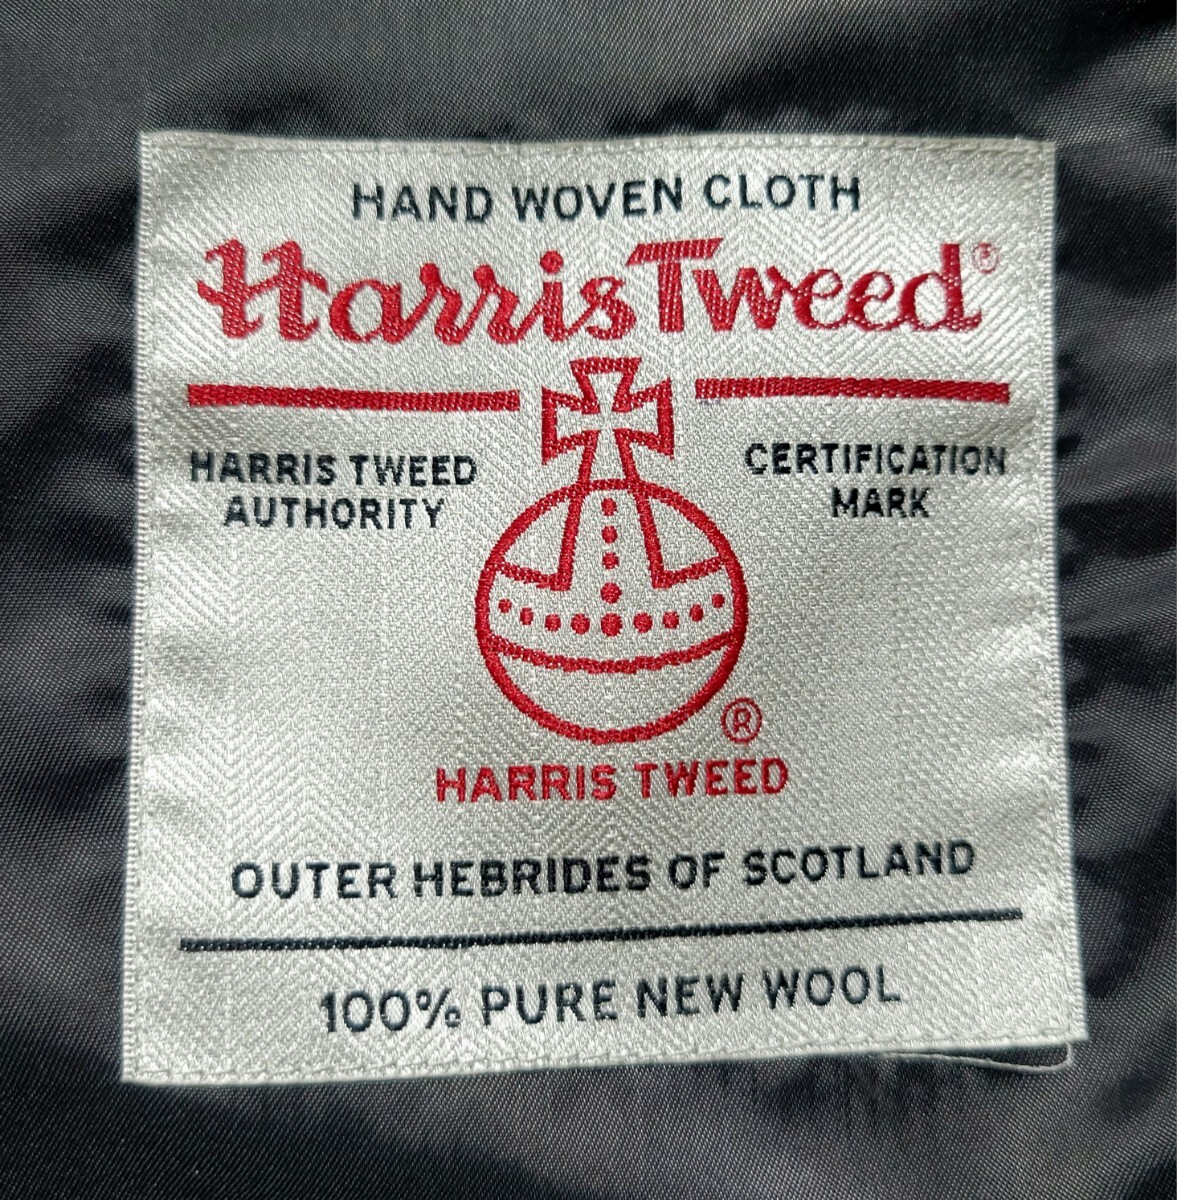 HAND WOVEN CLOTH
Harris Tweed®
HARRIS TWEED
AUTHORITY
CERTIFICATION
MARK
®
HARRIS TWEED
OUTER HEBRIDES OF SCOTLAND
100% PURE NEW WOOL